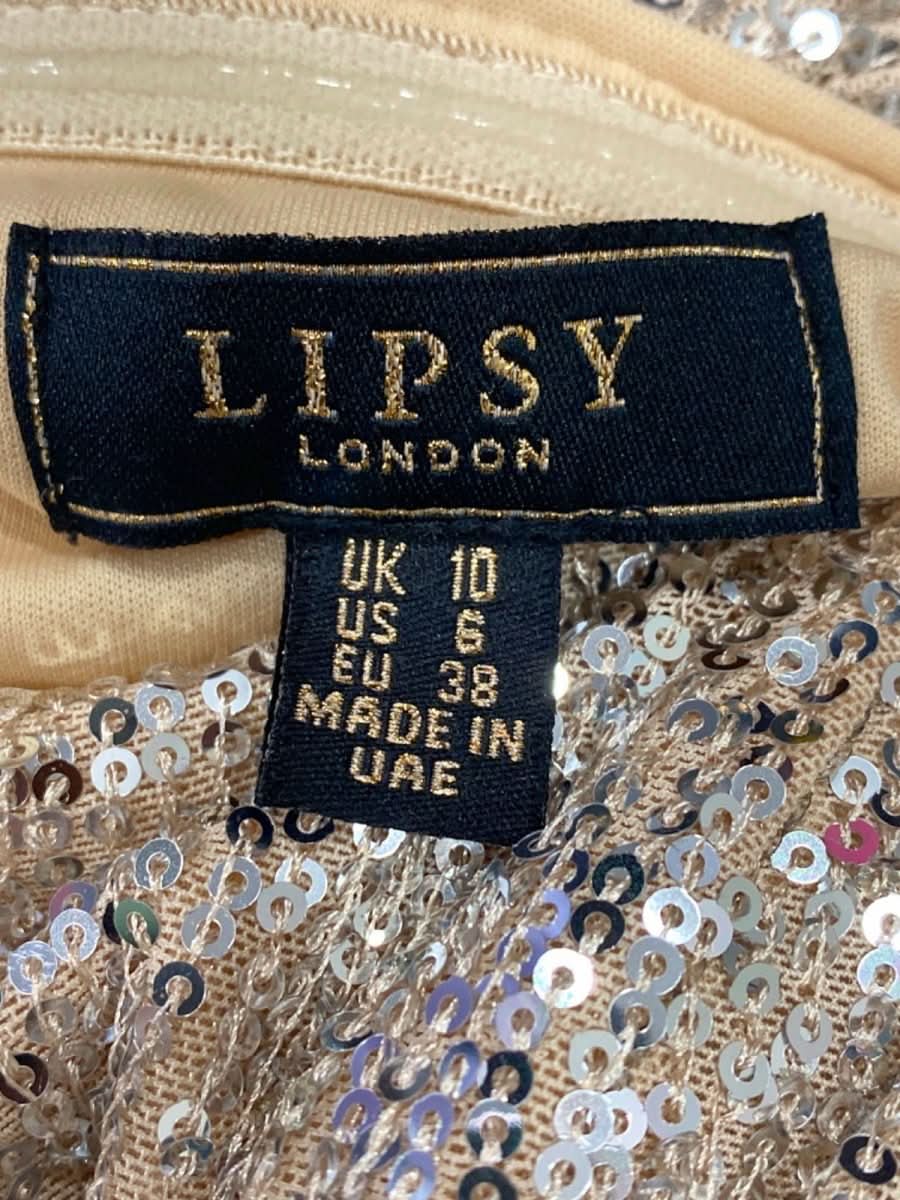 LIPSY
LONDON
UK 10
US 6
EU 38
MADE IN
UAE